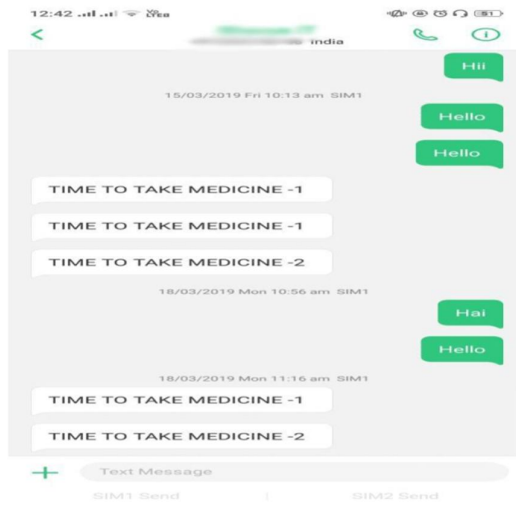 12:42
india
Hii
15/03/2019 Fri 10:13 am SIM1
Hello
Hello
TIME TO TAKE MEDICINE -1
TIME TO TAKE MEDICINE -1
TIME TO TAKE MEDICINE -2
18/03/2019 Mon 10:56 am SIM1
Hai
Hello
18/03/2019 Mon 11:16 am SIM1
TIME TO TAKE MEDICINE -1
TIME TO TAKE MEDICINE -2
Text Message
SIM1 Send
SIM2 Send